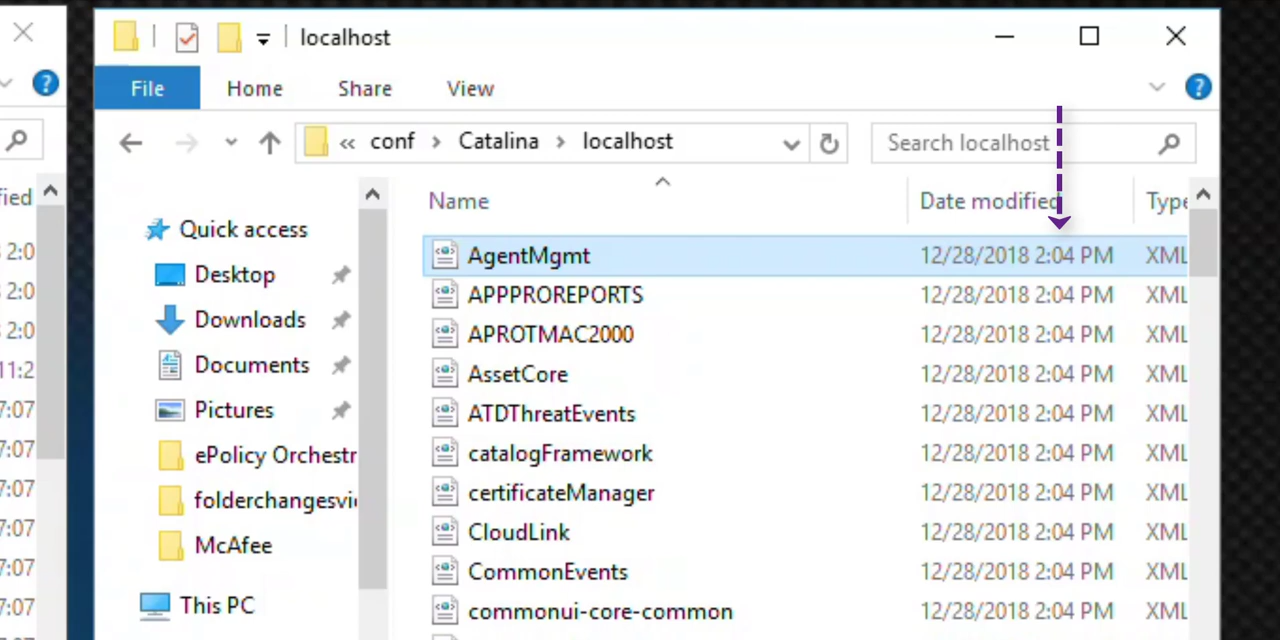 localhost
File Home Share View
« conf > Catalina > localhost
Search localhost
Name Date modified Type
Quick access
Desktop
Downloads
Documents
Pictures
ePolicy Orchestr
folderchangesvi
McAfee
This PC
AgentMgmt 12/28/2018 2:04 PM XML
APPPROREPORTS 12/28/2018 2:04 PM XML
APROTMAC2000 12/28/2018 2:04 PM XML
AssetCore 12/28/2018 2:04 PM XML
ATDThreatEvents 12/28/2018 2:04 PM XML
catalogFramework 12/28/2018 2:04 PM XML
certificateManager 12/28/2018 2:04 PM XML
CloudLink 12/28/2018 2:04 PM XML
CommonEvents 12/28/2018 2:04 PM XML
commonui-core-common 12/28/2018 2:04 PM XML